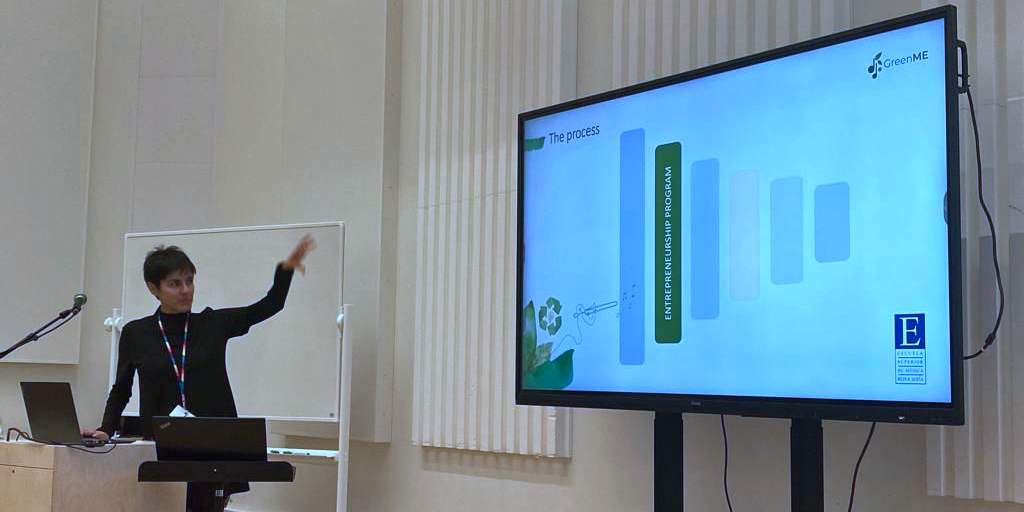 GreenME
The process
ENTREPRENEURSHIP PROGRAM
E
ESCUELA
SUPERIOR
DE MÚSICA
REINA SOFÍA